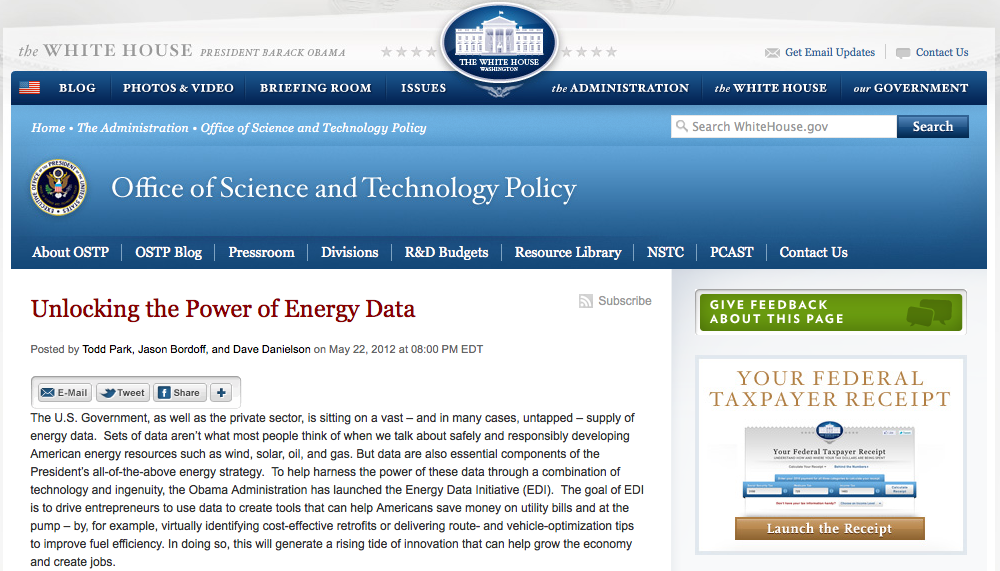 the WHITE HOUSE PRESIDENT BARACK OBAMA
THE WHITE HOUSE
WASHINGTON
Get Email Updates
Contact Us
BLOG
PHOTOS & VIDEO
BRIEFING ROOM
ISSUES
the ADMINISTRATION
the WHITE HOUSE
our GOVERNMENT
Home • The Administration • Office of Science and Technology Policy
Search WhiteHouse.gov
Search
Office of Science and Technology Policy
About OSTP
OSTP Blog
Pressroom
Divisions
R&D Budgets
Resource Library
NSTC
PCAST
Contact Us
Unlocking the Power of Energy Data
Subscribe
Posted by Todd Park, Jason Bordoff, and Dave Danielson on May 22, 2012 at 08:00 PM EDT
E-Mail
Tweet
Share
The U.S. Government, as well as the private sector, is sitting on a vast – and in many cases, untapped – supply of
energy data.  Sets of data aren't what most people think of when we talk about safely and responsibly developing
American energy resources such as wind, solar, oil, and gas. But data are also essential components of the
President's all-of-the-above energy strategy.  To help harness the power of these data through a combination of
technology and ingenuity, the Obama Administration has launched the Energy Data Initiative (EDI).  The goal of EDI
is to drive entrepreneurs to use data to create tools that can help Americans save money on utility bills and at the
pump – by, for example, virtually identifying cost-effective retrofits or delivering route- and vehicle-optimization tips
to improve fuel efficiency. In doing so, this will generate a rising tide of innovation that can help grow the economy
and create jobs.
GIVE FEEDBACK
ABOUT THIS PAGE
YOUR FEDERAL
TAXPAYER RECEIPT
Your Federal Taxpayer Receipt
UNDERSTAND HOW AND WHERE YOUR TAX DOLLARS ARE BEING SPENT
Launch the Receipt